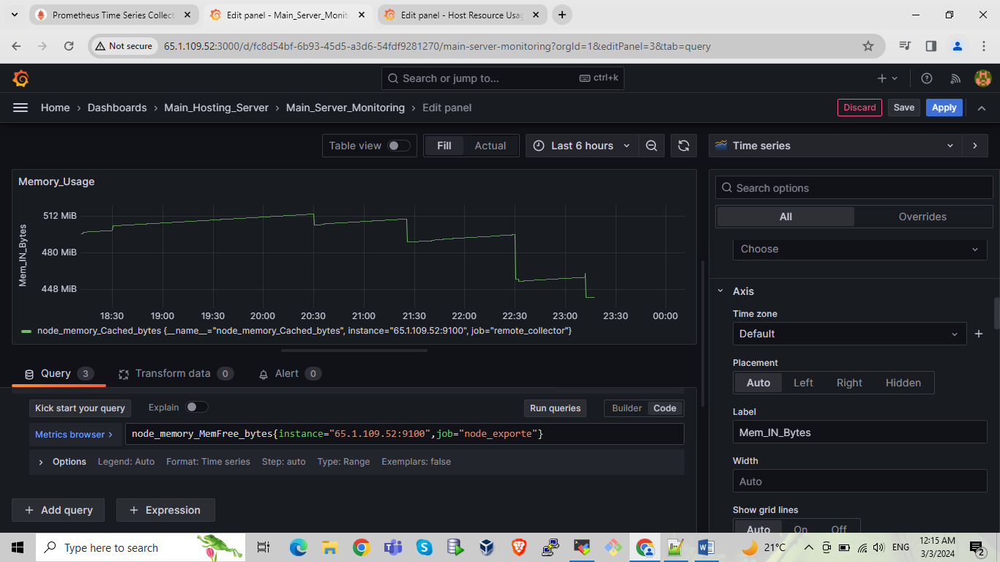 Prometheus Time Series Collect
Edit panel - Main_Server_Monit
Edit panel - Host Resource Usag
Not secure
65.1.109.52:3000/d/fc8d54bf-6b93-45d5-a3d6-54fdf9281270/main-server-monitoring?orgId=1&editPanel=3&tab=query
Search or jump to...
ctrl+k
Home
Dashboards
Main_Hosting_Server
Main_Server_Monitoring
Edit panel
Discard
Save
Apply
Table view
Fill
Actual
Last 6 hours
Time series
Memory_Usage
Mem_IN_Bytes
512 MiB
480 MiB
448 MiB
18:30 19:00 19:30 20:00 20:30 21:00 21:30 22:00 22:30 23:00 23:30 00:00
node_memory_Cached_bytes {__name__="node_memory_Cached_bytes", instance="65.1.109.52:9100", job="remote_collector"}
Query 3
Transform data 0
Alert 0
Kick start your query
Explain
Run queries
Builder
Code
Metrics browser >
node_memory_MemFree_bytes{instance="65.1.109.52:9100",job="node_exporte"}
Options
Legend: Auto
Format: Time series
Step: auto
Type: Range
Exemplars: false
+ Add query
+ Expression
Search options
All
Overrides
Choose
Axis
Time zone
Default
Placement
Auto
Left
Right
Hidden
Label
Mem_IN_Bytes
Width
Auto
Show grid lines
Auto
On
Off
Type here to search
21°C
ENG
12:15 AM
3/3/2024
2